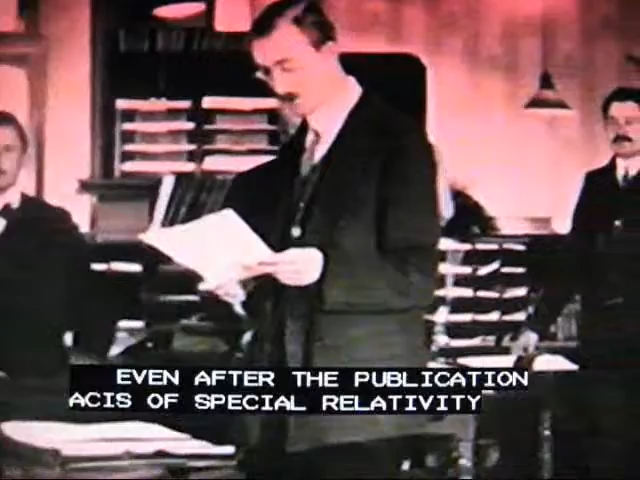 EVEN AFTER THE PUBLICATION
ACIS OF SPECIAL RELATIVITY